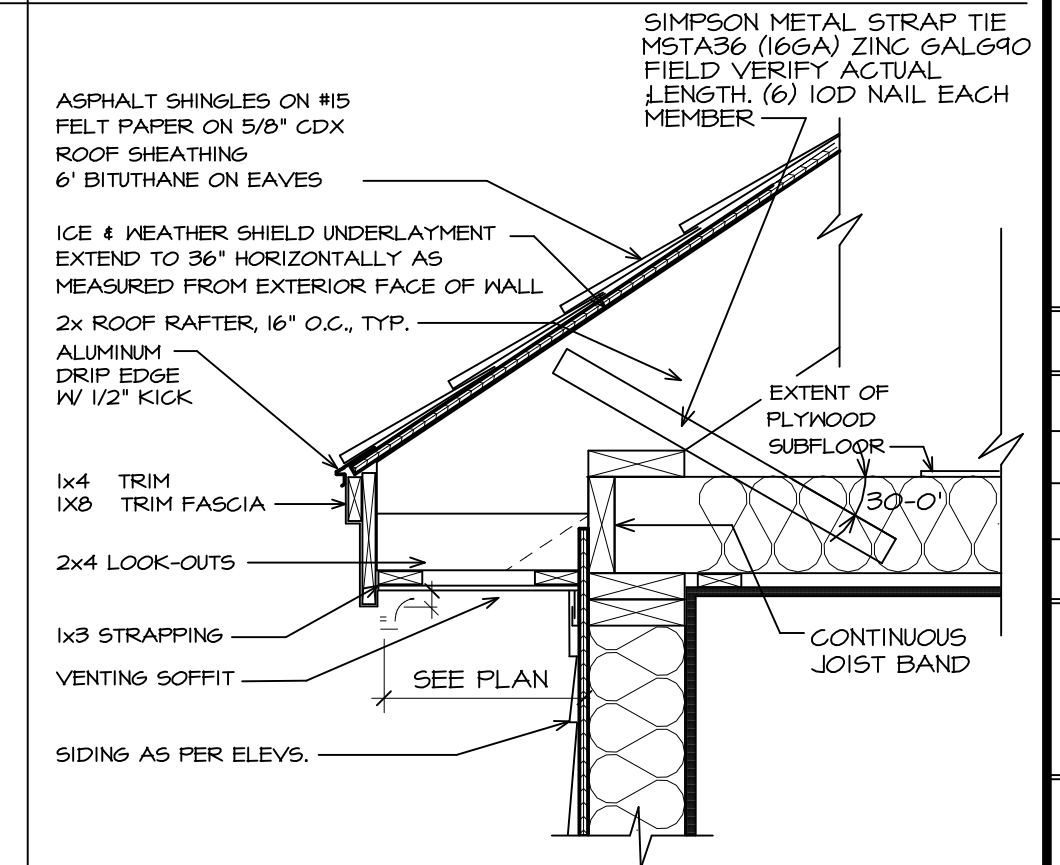 SIMPSON METAL STRAP TIE
MSTA36 (16GA) ZINC GALG90
FIELD VERIFY ACTUAL
;LENGTH. (6) 10D NAIL EACH
MEMBER
ASPHALT SHINGLES ON #15
FELT PAPER ON 5/8" CDX
ROOF SHEATHING
6' BITUTHANE ON EAVES
ICE & WEATHER SHIELD UNDERLAYMENT
EXTEND TO 36" HORIZONTALLY AS
MEASURED FROM EXTERIOR FACE OF WALL
2x ROOF RAFTER, 16" O.C., TYP.
ALUMINUM
DRIP EDGE
W/ 1/2" KICK
EXTENT OF
PLYWOOD
SUBFLOOR
30-0'
1x4 TRIM
1X8 TRIM FASCIA
2x4 LOOK-OUTS
1x3 STRAPPING
VENTING SOFFIT
SEE PLAN
CONTINUOUS
JOIST BAND
SIDING AS PER ELEVS.